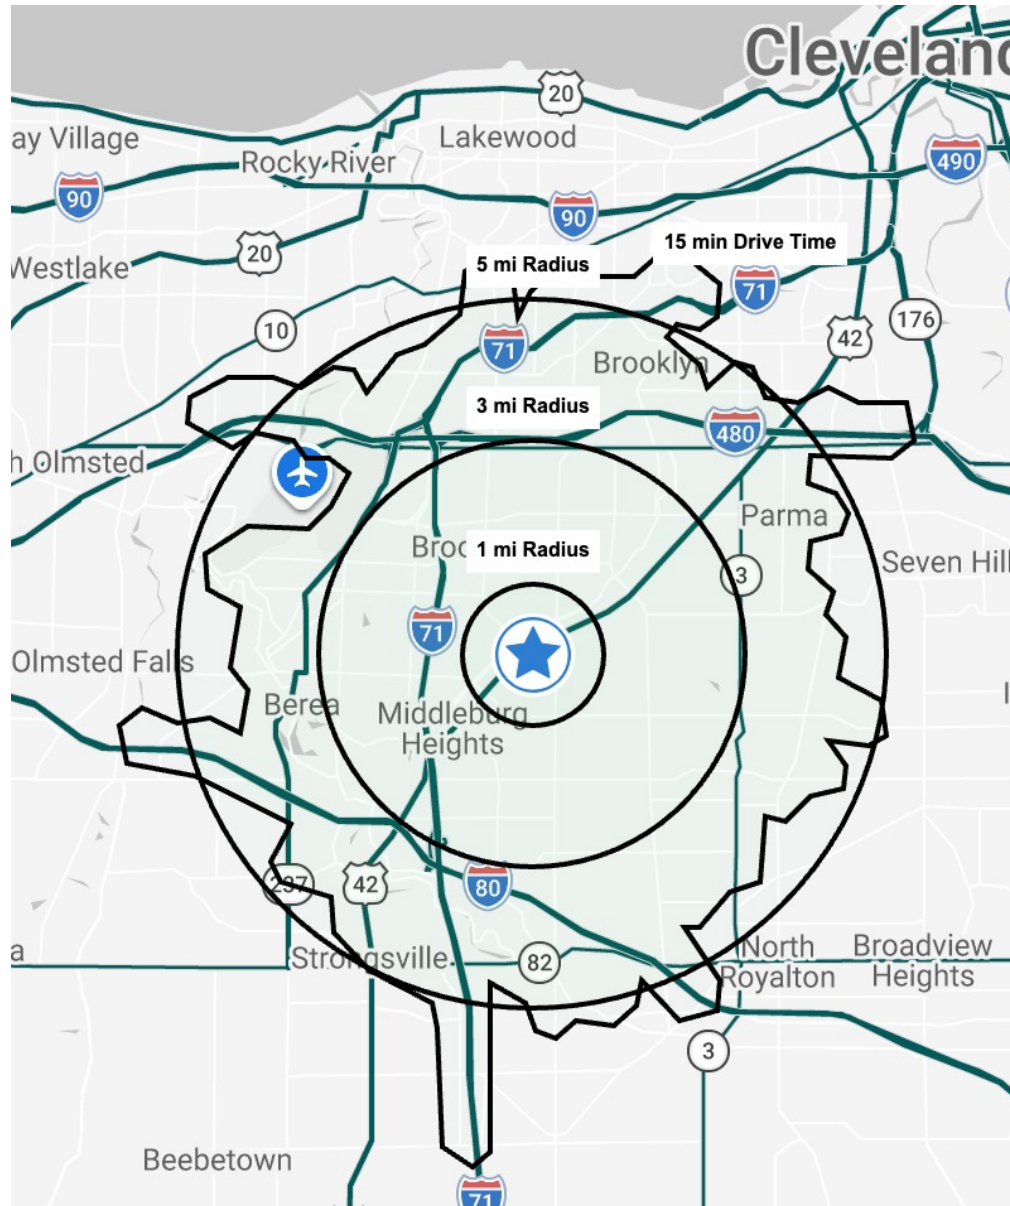 Cleveland
20
ay Village
Lakewood
Rocky River
490
90
90
15 min Drive Time
20
Westlake
5 mi Radius
71
176
10
42
71
Brooklyn
3 mi Radius
480
h Olmsted
Parma
1 mi Radius
Seven Hill
3
71
Olmsted Falls
Berea
Middleburg
Heights
237
42
80
North
Royalton
Broadview
Heights
a
Strongsville
82
3
Beebetown
71